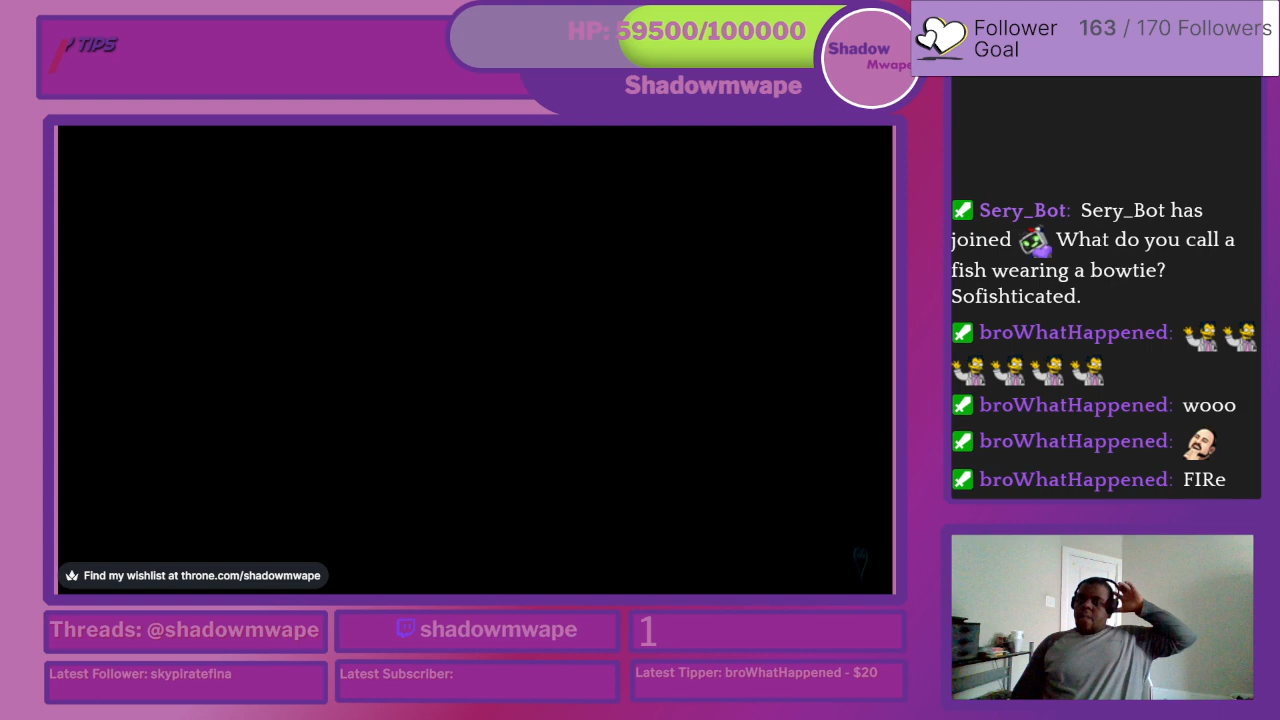 TIPS
HP: 59500/100000
Shadowmwape
Shadow
Mwape
Follower
Goal
163 / 170 Followers
Sery_Bot: Sery_Bot has
joined What do you call a
fish wearing a bowtie?
Sofishticated.
broWhatHappened:
broWhatHappened: wooo
broWhatHappened:
broWhatHappened: FIRe
Find my wishlist at throne.com/shadowmwape
Threads: @shadowmwape
shadowmwape
1
Latest Follower: skypiratefina
Latest Subscriber:
Latest Tipper: broWhatHappened - $20